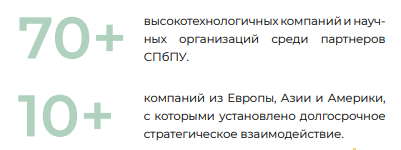 70+
высокотехнологичных компаний и науч-
ных организаций среди партнеров
СПбПУ.
10+
компаний из Европы, Азии и Америки,
с которыми установлено долгосрочное
стратегическое взаимодействие.